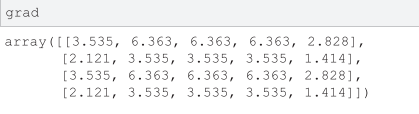 grad
array([[3.535, 6.363, 6.363, 6.363, 2.828],
[2.121, 3.535, 3.535, 3.535, 1.414],
[3.535, 6.363, 6.363, 6.363, 2.828],
[2.121, 3.535, 3.535, 3.535, 1.414]])